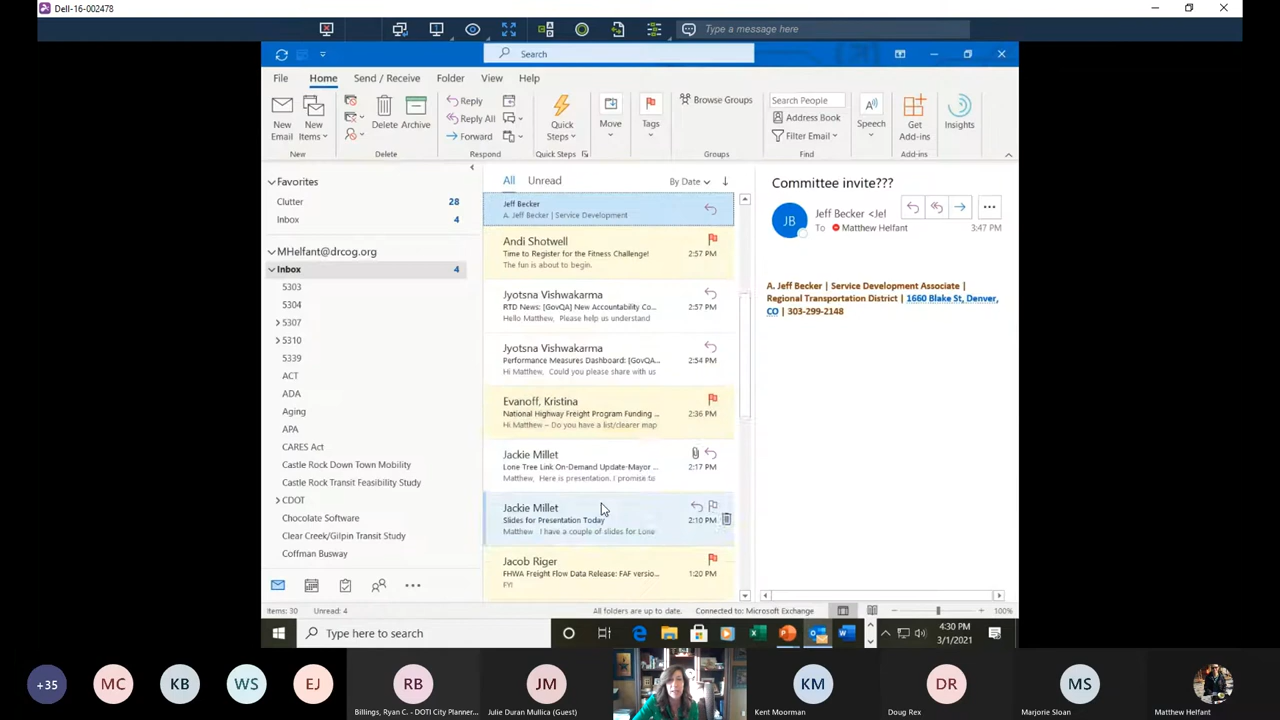 Dell-16-002478
Type a message here
Search
File Home Send / Receive Folder View Help
New Email
New Items
Delete
Archive
Reply
Reply All
Forward
Quick Steps
Move
Tags
Browse Groups
Search People
Address Book
Filter Email
Speech
Get Add-ins
Insights
New Delete Respond Quick Steps Groups Find Add-ins
Favorites
Clutter 28
Inbox 4
MHelfant@drcog.org
Inbox 4
5303
5304
5307
5310
5339
ACT
ADA
Aging
APA
CARES Act
Castle Rock Down Town Mobility
Castle Rock Transit Feasibility Study
CDOT
Chocolate Software
Clear Creek/Gilpin Transit Study
Coffman Busway
All Unread By Date
Jeff Becker
A. Jeff Becker | Service Development
Andi Shotwell
Time to Register for the Fitness Challenge! 2:57 PM
The fun is about to begin.
Jyotsna Vishwakarma
RTD News: [GovQA] New Accountability Co... 2:57 PM
Hello Matthew, Please help us understand
Jyotsna Vishwakarma
Performance Measures Dashboard: [GovQA... 2:54 PM
Hi Matthew, Could you please share with us
Evanoff, Kristina
National Highway Freight Program Funding ... 2:36 PM
Hi Matthew – Do you have a list/clearer map
Jackie Millet
Lone Tree Link On-Demand Update-Mayor ... 2:17 PM
Matthew, Here is presentation. I promise to
Jackie Millet
Slides for Presentation Today 2:10 PM
Matthew I have a couple of slides for Lone
Jacob Riger
FHWA Freight Flow Data Release: FAF versio... 1:20 PM
FYI
Committee invite???
JB
Jeff Becker <Jef
To Matthew Helfant 3:47 PM
A. Jeff Becker | Service Development Associate |
Regional Transportation District | 1660 Blake St, Denver,
CO | 303-299-2148
Items: 30 Unread: 4 All folders are up to date. Connected to: Microsoft Exchange 100%
Type here to search
4:30 PM
3/1/2021
+35 MC KB WS EJ RB JM KM DR MS
Billings, Ryan C. - DOTI City Planner... Julie Duran Mullica (Guest) Kent Moorman Doug Rex Marjorie Sloan Matthew Helfant